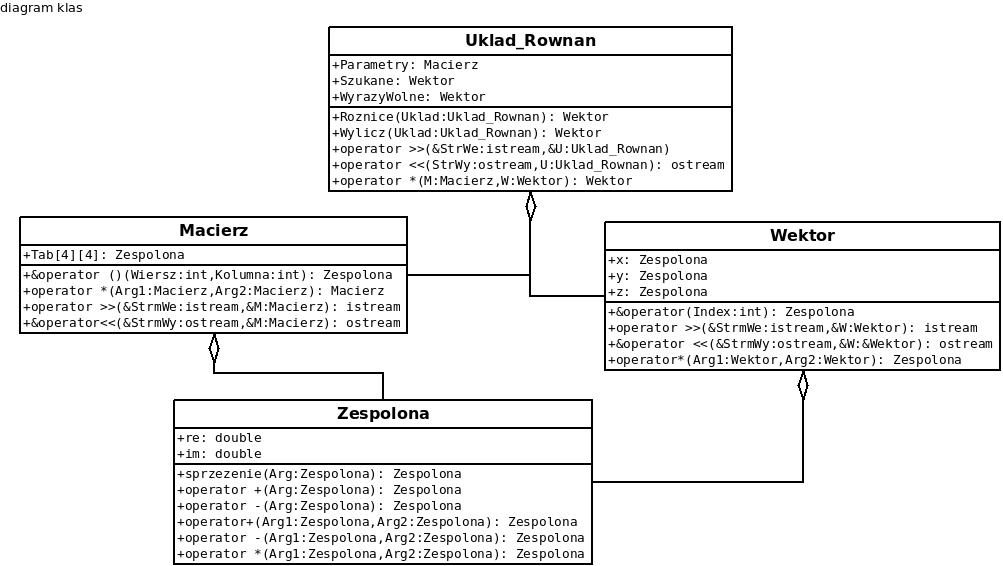 diagram klas
Uklad_Rownan
+Parametry: Macierz
+Szukane: Wektor
+WyrazyWolne: Wektor
+Roznice(Uklad:Uklad_Rownan): Wektor
+Wylicz(Uklad:Uklad_Rownan): Wektor
+operator >>(&StrWe:istream,&U:Uklad_Rownan)
+operator <<(StrWy:ostream,U:Uklad_Rownan): ostream
+operator *(M:Macierz,W:Wektor): Wektor
Macierz
+Tab[4][4]: Zespolona
+&operator ()(Wiersz:int,Kolumna:int): Zespolona
+operator *(Arg1:Macierz,Arg2:Macierz): Macierz
+operator >>(&StrmWe:istream,&M:Macierz): istream
+&operator<<(&StrmWy:ostream,&M:Macierz): ostream
Wektor
+x: Zespolona
+y: Zespolona
+z: Zespolona
+&operator(Index:int): Zespolona
+operator >>(&StrmWe:istream,&W:Wektor): istream
+&operator <<(&StrmWy:ostream,&W:&Wektor): ostream
+operator*(Arg1:Wektor,Arg2:Wektor): Zespolona
Zespolona
+re: double
+im: double
+sprzezenie(Arg:Zespolona): Zespolona
+operator +(Arg:Zespolona): Zespolona
+operator -(Arg:Zespolona): Zespolona
+operator+(Arg1:Zespolona,Arg2:Zespolona): Zespolona
+operator -(Arg1:Zespolona,Arg2:Zespolona): Zespolona
+operator *(Arg1:Zespolona,Arg2:Zespolona): Zespolona